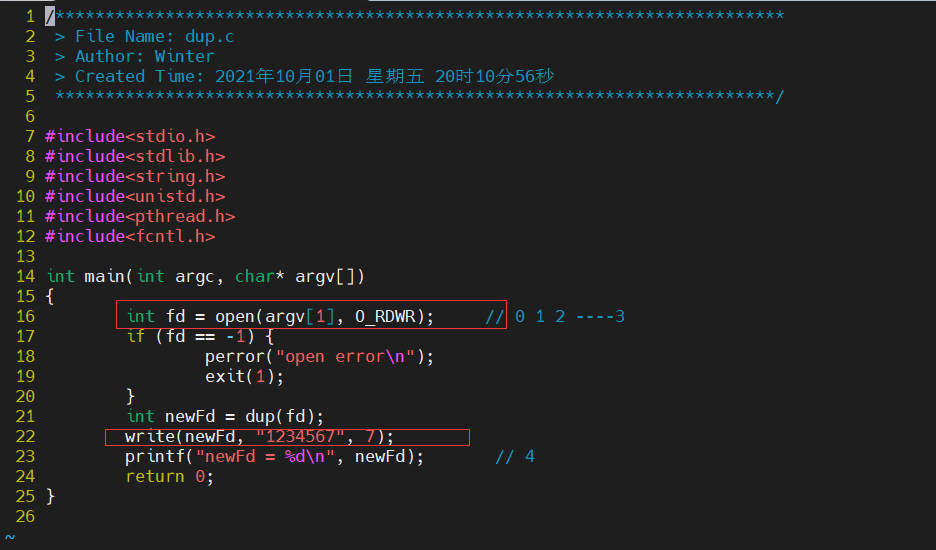 1 /*************************************************************************
2 > File Name: dup.c
3 > Author: Winter
4 > Created Time: 2021年10月01日 星期五 20时10分56秒
5 ************************************************************************/
6
7 #include<stdio.h>
8 #include<stdlib.h>
9 #include<string.h>
10 #include<unistd.h>
11 #include<pthread.h>
12 #include<fcntl.h>
13
14 int main(int argc, char* argv[])
15 {
16 int fd = open(argv[1], O_RDWR); // 0 1 2 ----3
17 if (fd == -1) {
18 perror("open error\n");
19 exit(1);
20 }
21 int newFd = dup(fd);
22 write(newFd, "1234567", 7);
23 printf("newFd = %d\n", newFd); // 4
24 return 0;
25 }
26
~